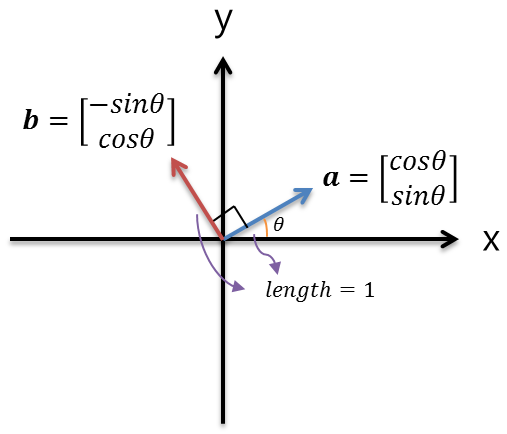 y
b = [−sinθ
cosθ]
a = [cosθ
sinθ]
θ
x
length = 1